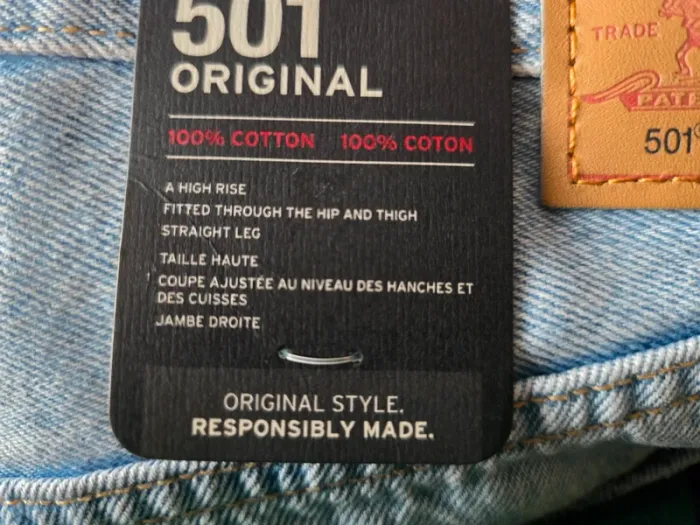 501
ORIGINAL
100% COTTON 100% COTON
A HIGH RISE
FITTED THROUGH THE HIP AND THIGH
STRAIGHT LEG
TAILLE HAUTE
COUPE AJUSTÉE AU NIVEAU DES HANCHES ET
DES CUISSES
JAMBE DROITE
ORIGINAL STYLE.
RESPONSIBLY MADE.
TRADE
501